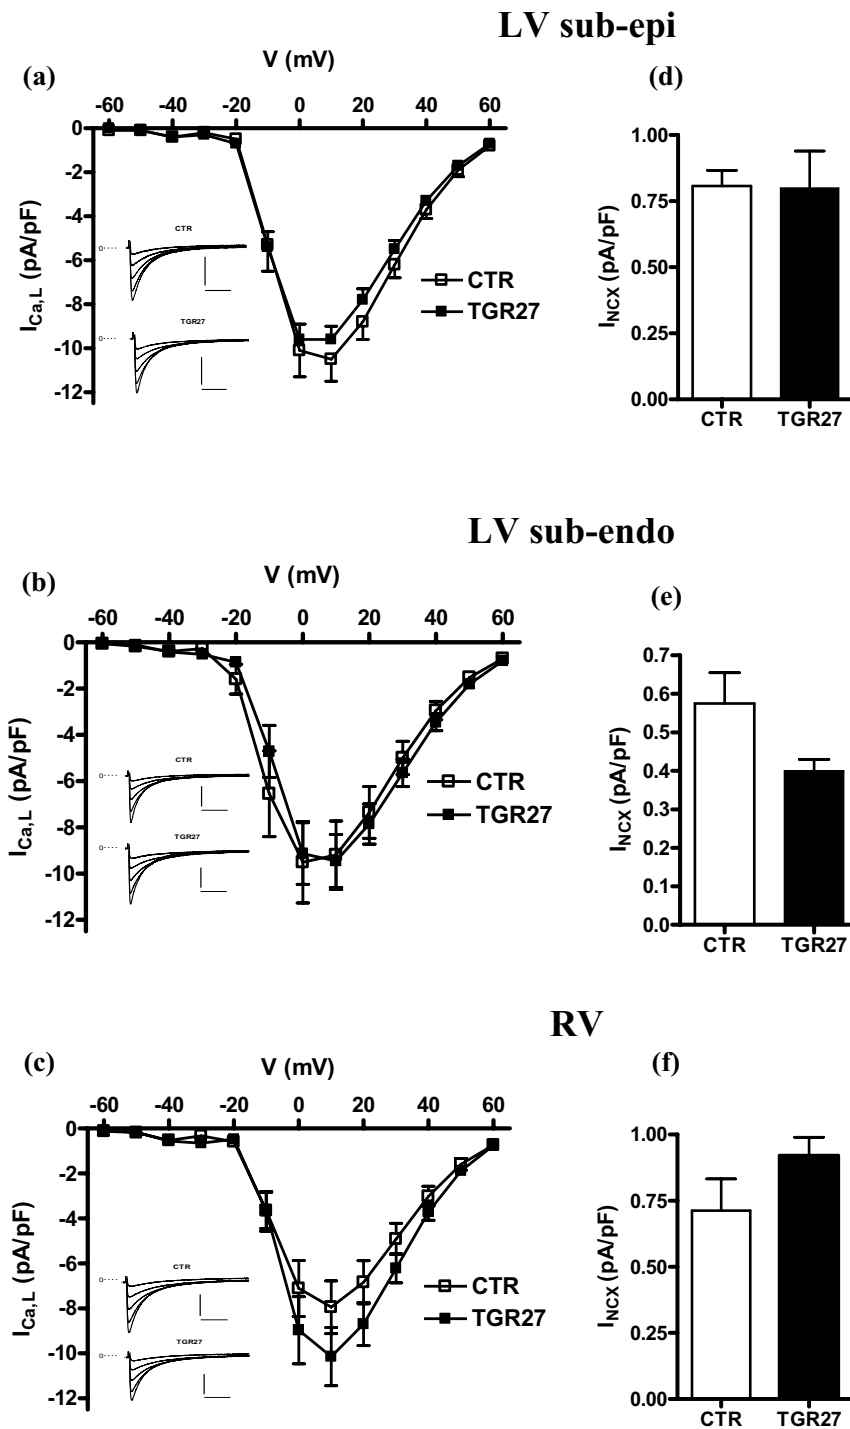 LV sub-epi
(a)
V (mV)
-60 -40 -20 0 20 40 60
0
-2
-4
-6
-8
-10
-12
I_Ca,L (pA/pF)
CTR
0
TGR27
0
CTR
TGR27
(d)
1.00
0.75
0.50
0.25
0.00
I_NCX (pA/pF)
CTR TGR27
LV sub-endo
(b)
V (mV)
-60 -40 -20 0 20 40 60
0
-2
-4
-6
-8
-10
-12
I_Ca,L (pA/pF)
CTR
0
TGR27
0
CTR
TGR27
(e)
0.7
0.6
0.5
0.4
0.3
0.2
0.1
0.0
I_NCX (pA/pF)
CTR TGR27
RV
(c)
V (mV)
-60 -40 -20 0 20 40 60
0
-2
-4
-6
-8
-10
-12
I_Ca,L (pA/pF)
CTR
0
TGR27
0
CTR
TGR27
(f)
1.00
0.75
0.50
0.25
0.00
I_NCX (pA/pF)
CTR TGR27